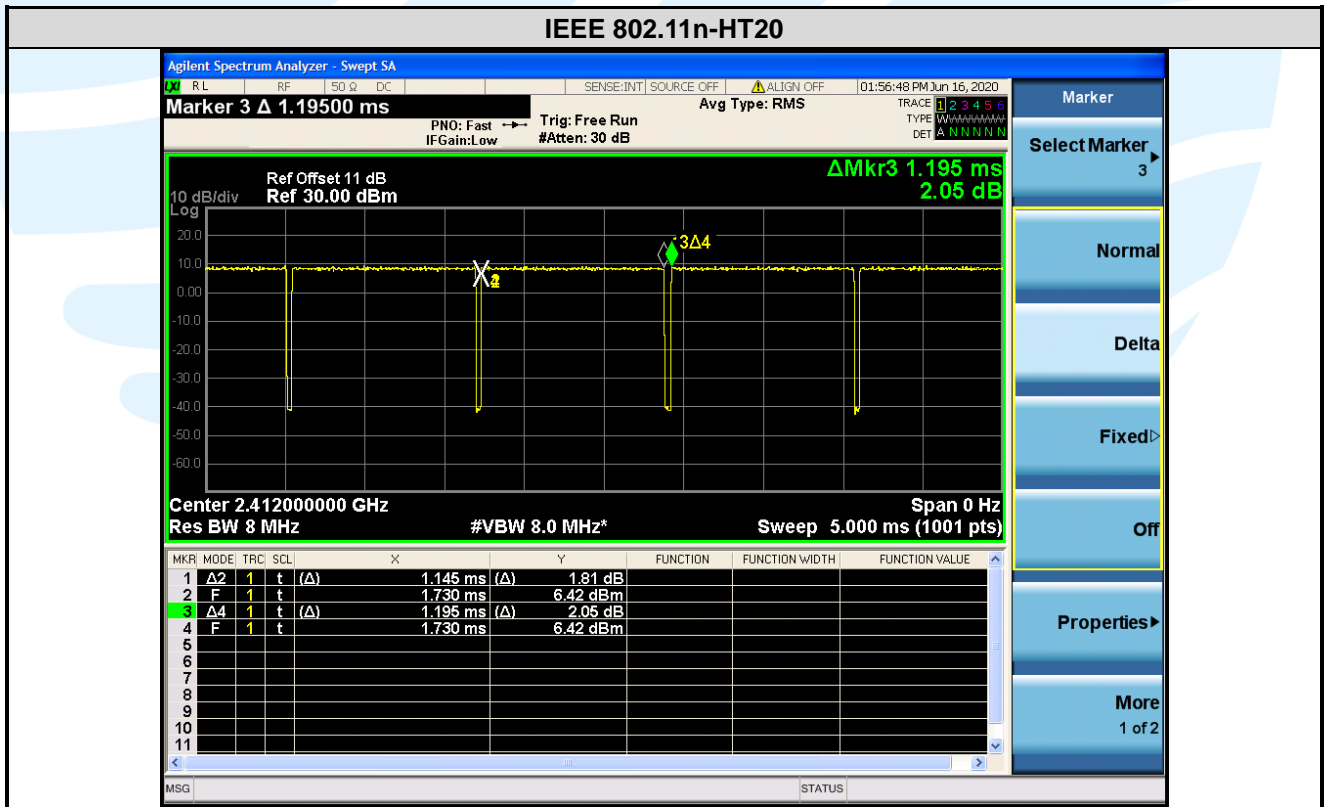 IEEE 802.11n-HT20
Agilent Spectrum Analyzer - Swept SA
LXI RL RF 50 Ω DC SENSE:INT SOURCE OFF ALIGN OFF 01:56:48 PM Jun 16, 2020
Marker 3 Δ 1.19500 ms
PNO: Fast
IFGain:Low
Trig: Free Run
#Atten: 30 dB
Avg Type: RMS
TRACE 1 2 3 4 5 6
TYPE
DET A N N N N N
ΔMkr3 1.195 ms
2.05 dB
Ref Offset 11 dB
10 dB/div Ref 30.00 dBm
Log
20.0
10.0
0.00
-10.0
-20.0
-30.0
-40.0
-50.0
-60.0
3Δ4
Center 2.412000000 GHz Span 0 Hz
Res BW 8 MHz #VBW 8.0 MHz* Sweep 5.000 ms (1001 pts)
MKR MODE TRC SCL X Y FUNCTION FUNCTION WIDTH FUNCTION VALUE
1 Δ2 1 t (Δ) 1.145 ms (Δ) 1.81 dB
2 F 1 t 1.730 ms 6.42 dBm
3 Δ4 1 t (Δ) 1.195 ms (Δ) 2.05 dB
4 F 1 t 1.730 ms 6.42 dBm
5
6
7
8
9
10
11
MSG STATUS
Marker
Select Marker
3
Normal
Delta
Fixed
Off
Properties
More
1 of 2